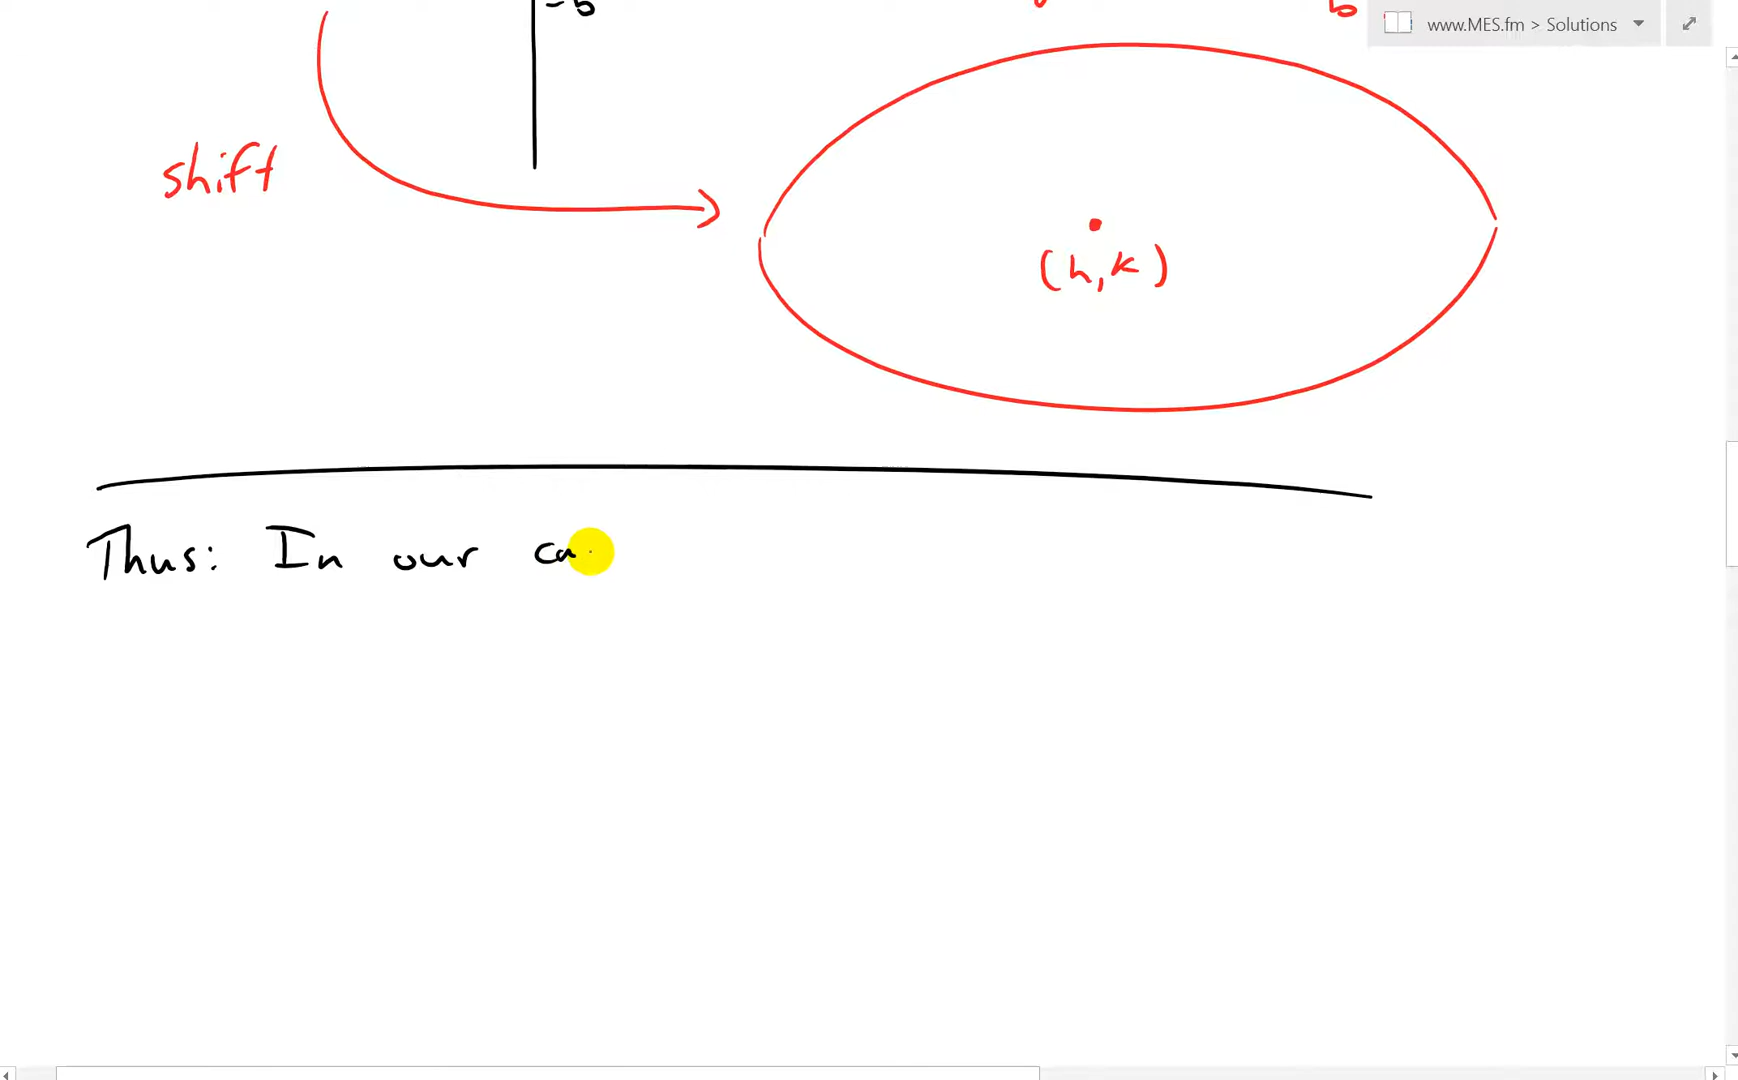 -b
b
www.MES.fm > Solutions
shift
(h,k)
Thus: In our ca